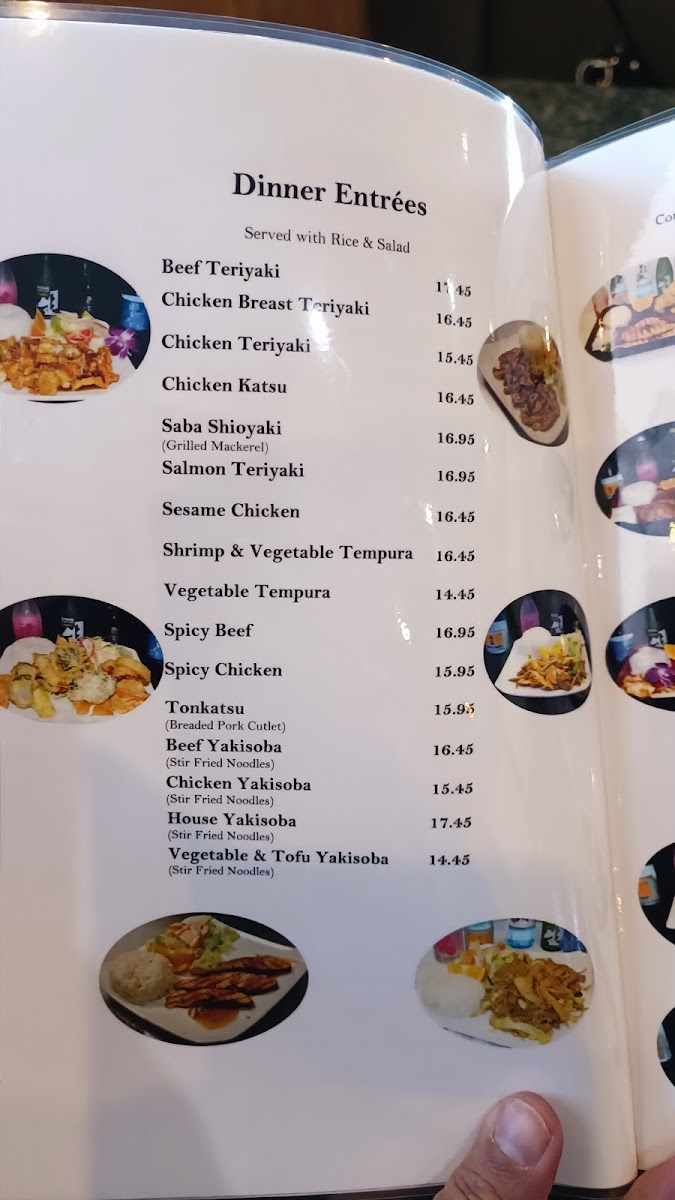 Dinner Entrées
Served with Rice & Salad
Beef Teriyaki 17.45
Chicken Breast Teriyaki 16.45
Chicken Teriyaki 15.45
Chicken Katsu 16.45
Saba Shioyaki 16.95
(Grilled Mackerel)
Salmon Teriyaki 16.95
Sesame Chicken 16.45
Shrimp & Vegetable Tempura 16.45
Vegetable Tempura 14.45
Spicy Beef 16.95
Spicy Chicken 15.95
Tonkatsu 15.95
(Breaded Pork Cutlet)
Beef Yakisoba 16.45
(Stir Fried Noodles)
Chicken Yakisoba 15.45
(Stir Fried Noodles)
House Yakisoba 17.45
(Stir Fried Noodles)
Vegetable & Tofu Yakisoba 14.45
(Stir Fried Noodles)